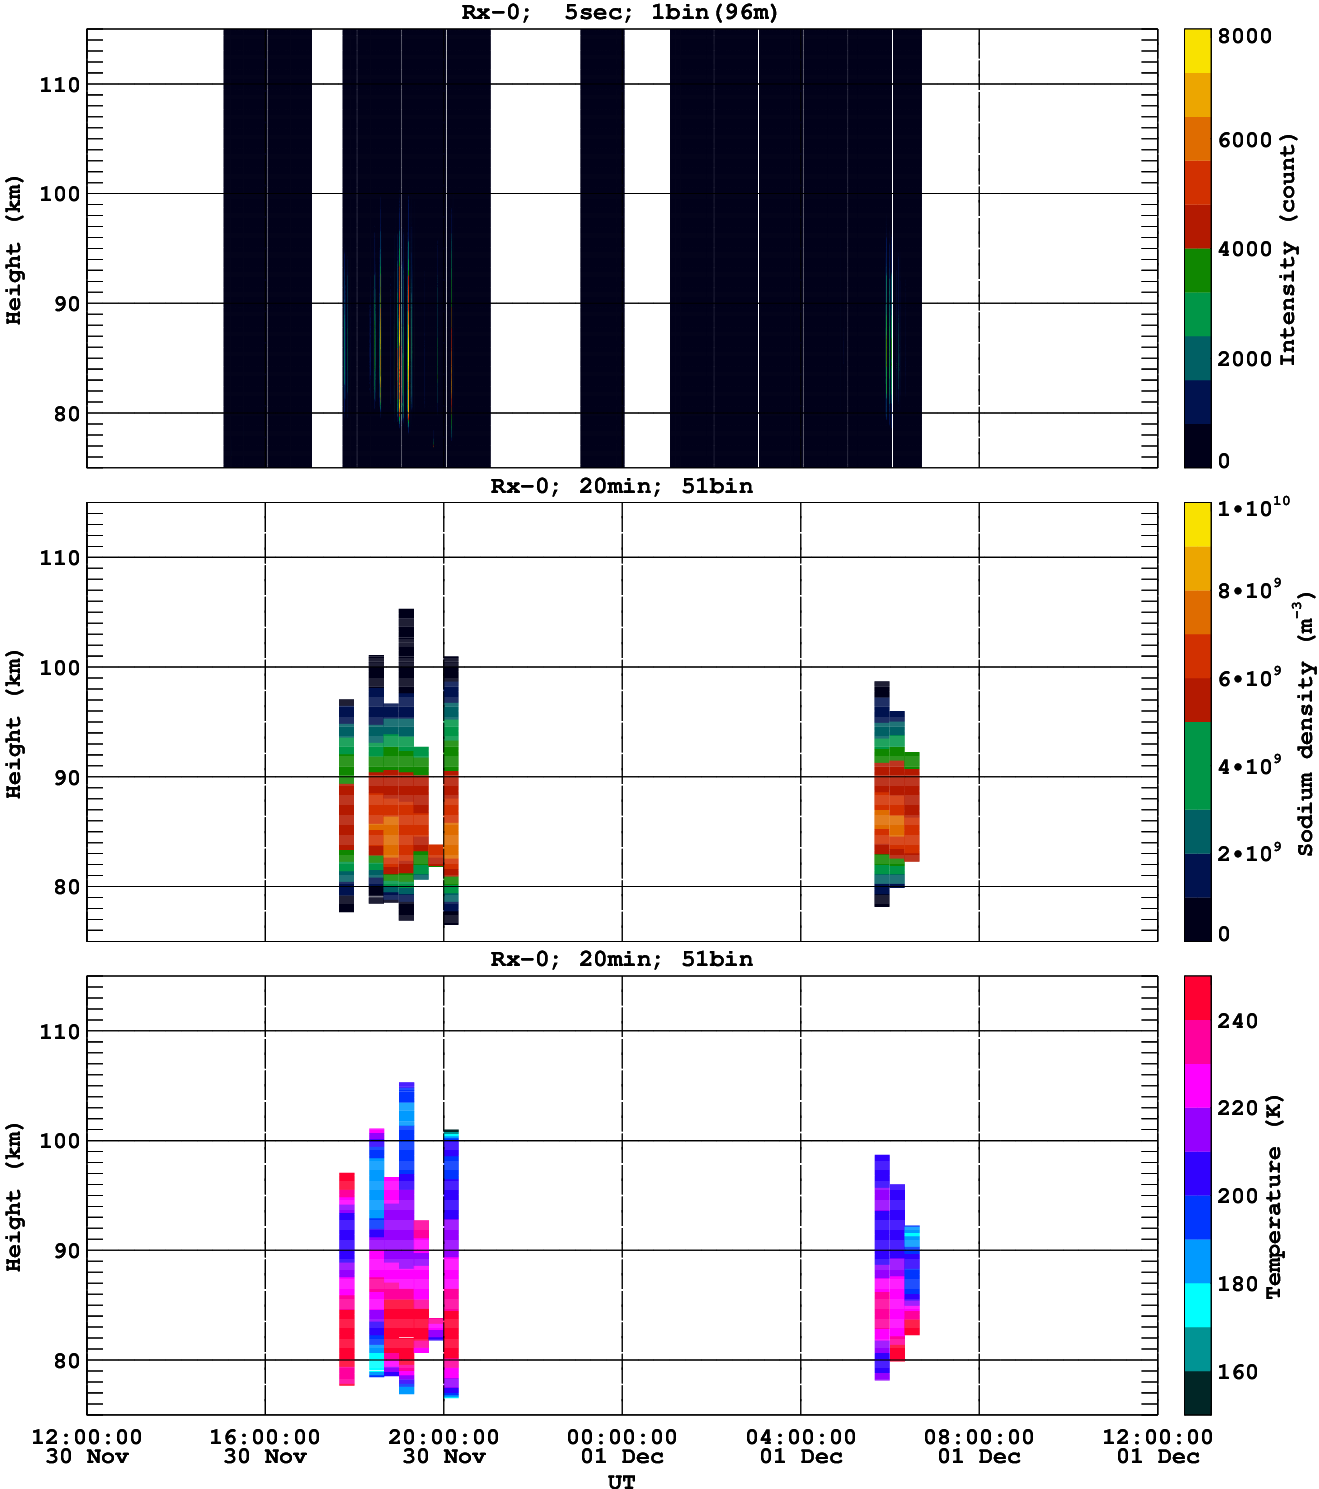 Rx-0;  5sec; 1bin(96m)
110
100
90
80
Height (km)
8000
6000
4000
2000
0
Intensity (count)
Rx-0; 20min; 51bin
110
100
90
80
Height (km)
1•10¹⁰
8•10⁹
6•10⁹
4•10⁹
2•10⁹
0
Sodium density (m⁻³)
Rx-0; 20min; 51bin
110
100
90
80
Height (km)
240
220
200
180
160
Temperature (K)
12:00:00 16:00:00 20:00:00 00:00:00 04:00:00 08:00:00 12:00:00
30 Nov 30 Nov 30 Nov 01 Dec 01 Dec 01 Dec 01 Dec
UT